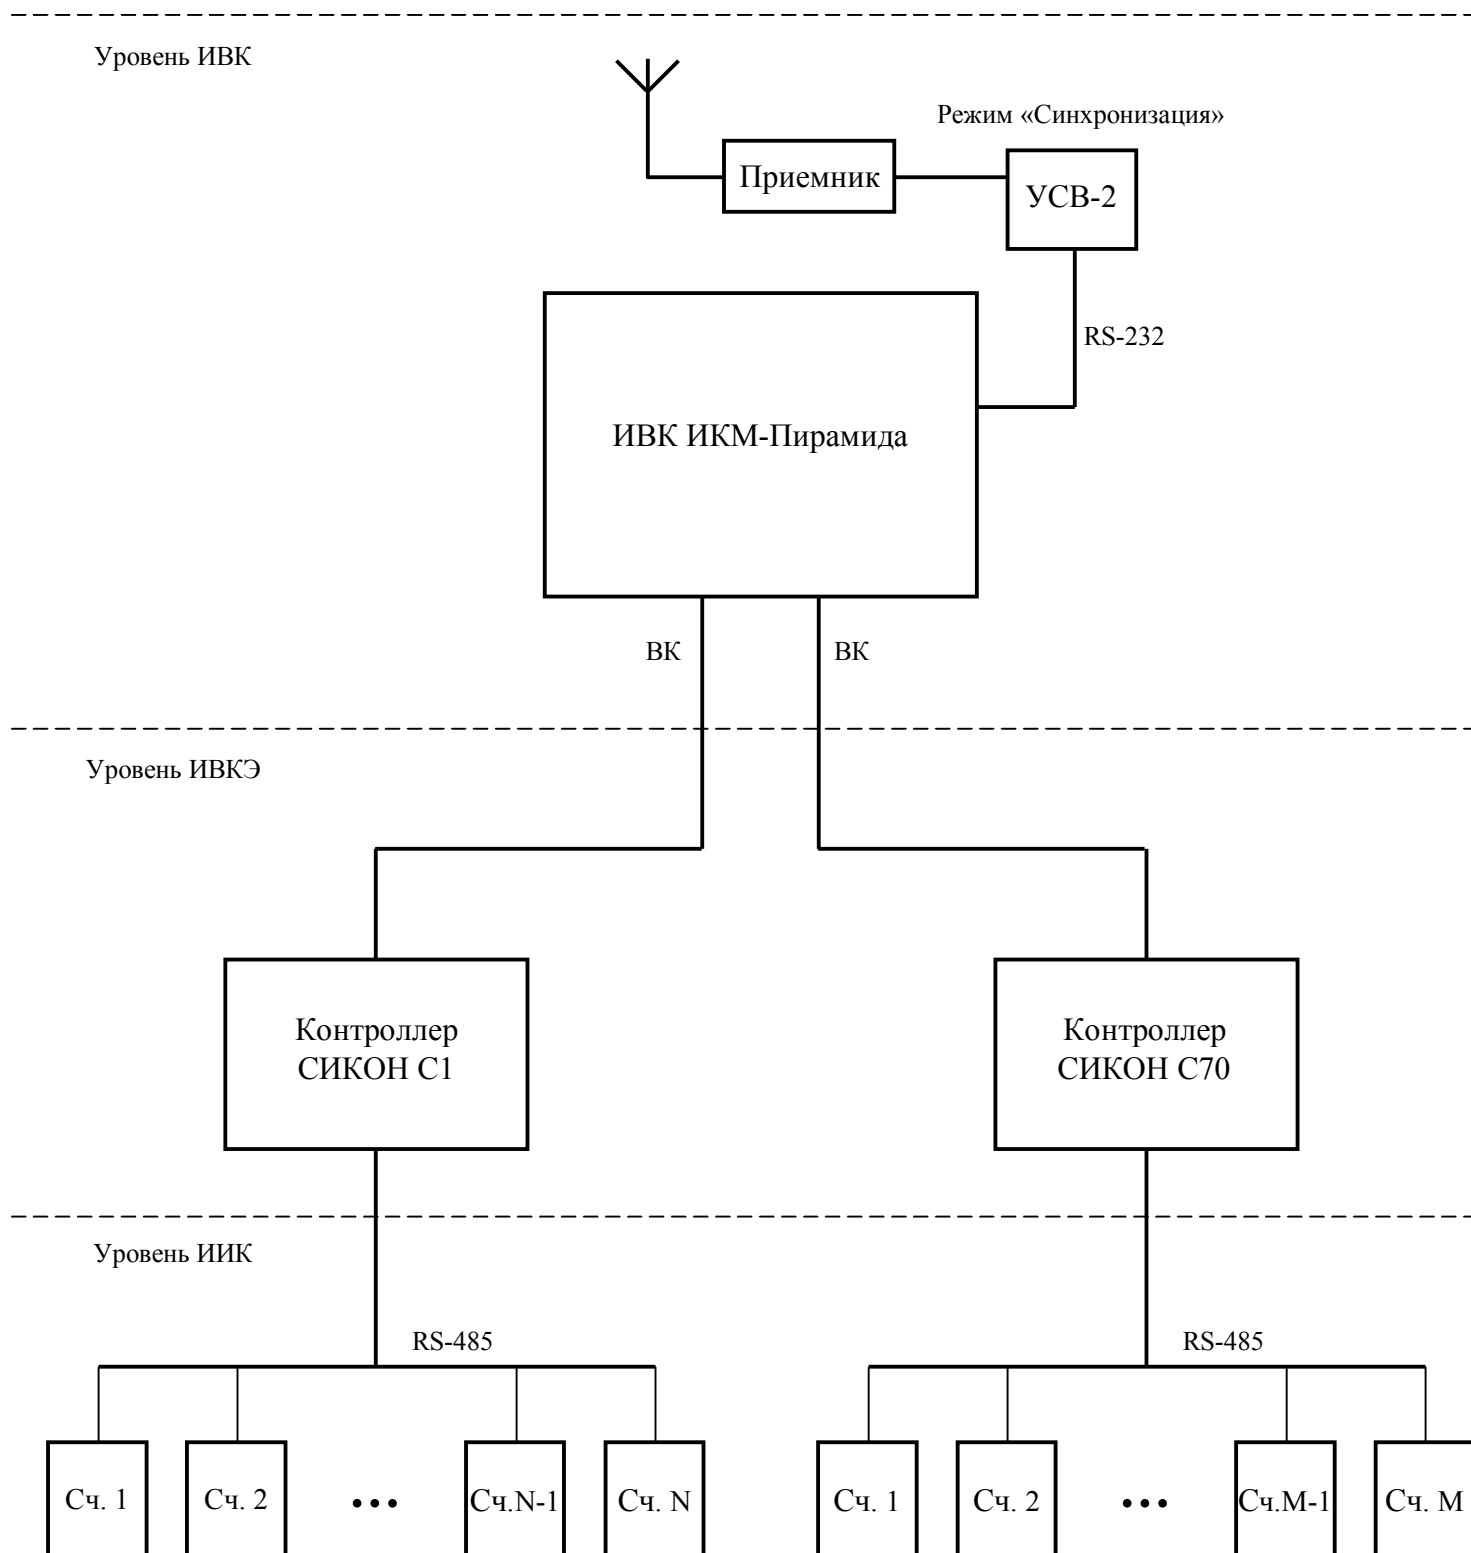 Уровень ИВК
Режим «Синхронизация»
Приемник
УСВ-2
RS-232
ИВК ИКМ-Пирамида
ВК
ВК
Уровень ИВКЭ
Контроллер
СИКОН С1
Контроллер
СИКОН С70
Уровень ИИК
RS-485
RS-485
Сч. 1
Сч. 2
•••
Сч.N-1
Сч. N
Сч. 1
Сч. 2
•••
Сч.M-1
Сч. M